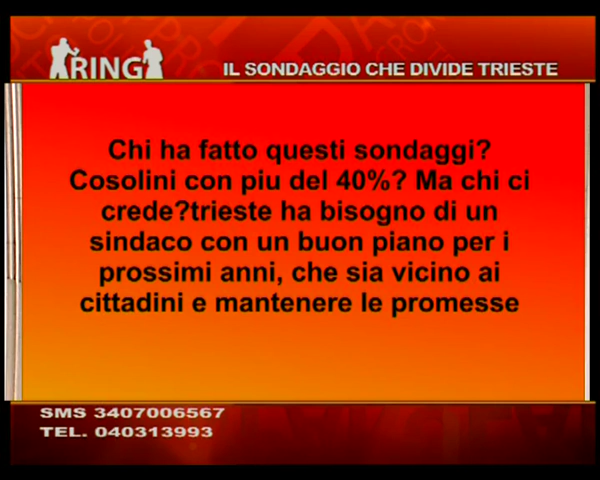 RING
IL SONDAGGIO CHE DIVIDE TRIESTE
Chi ha fatto questi sondaggi?
Cosolini con piu del 40%? Ma chi ci
crede?trieste ha bisogno di un
sindaco con un buon piano per i
prossimi anni, che sia vicino ai
cittadini e mantenere le promesse
SMS 3407006567
TEL. 040313993